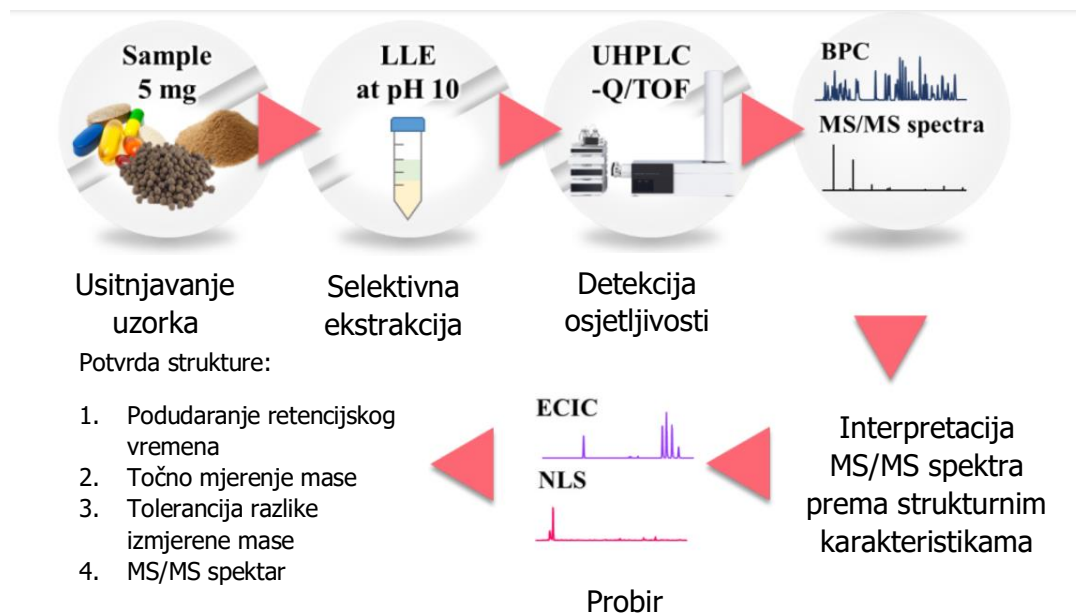 Sample
5 mg
LLE
at pH 10
UHPLC
-Q/TOF
BPC
MS/MS spectra
Usitnjavanje
uzorka
Selektivna
ekstrakcija
Detekcija
osjetljivosti
Interpretacija
MS/MS spektra
prema strukturnim
karakteristikama
ECIC
NLS
Probir
Potvrda strukture:
1. Podudaranje retencijskog
vremena
2. Točno mjerenje mase
3. Tolerancija razlike
izmjerene mase
4. MS/MS spektar